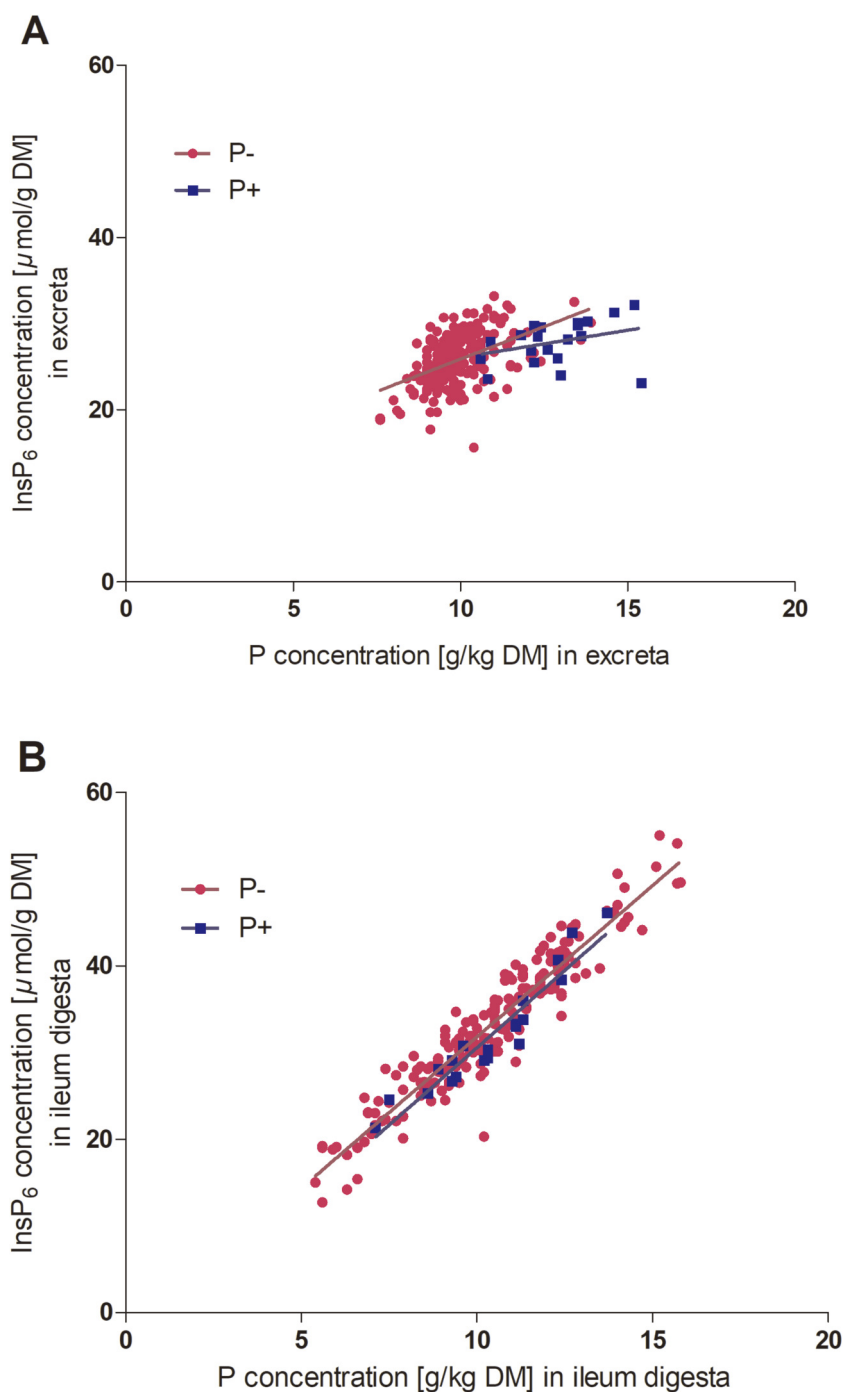 A
60
40
20
0
InsP₆ concentration [µmol/g DM]
in excreta
P-
P+
0
5
10
15
20
P concentration [g/kg DM] in excreta
B
60
40
20
0
InsP₆ concentration [µmol/g DM]
in ileum digesta
P-
P+
0
5
10
15
20
P concentration [g/kg DM] in ileum digesta